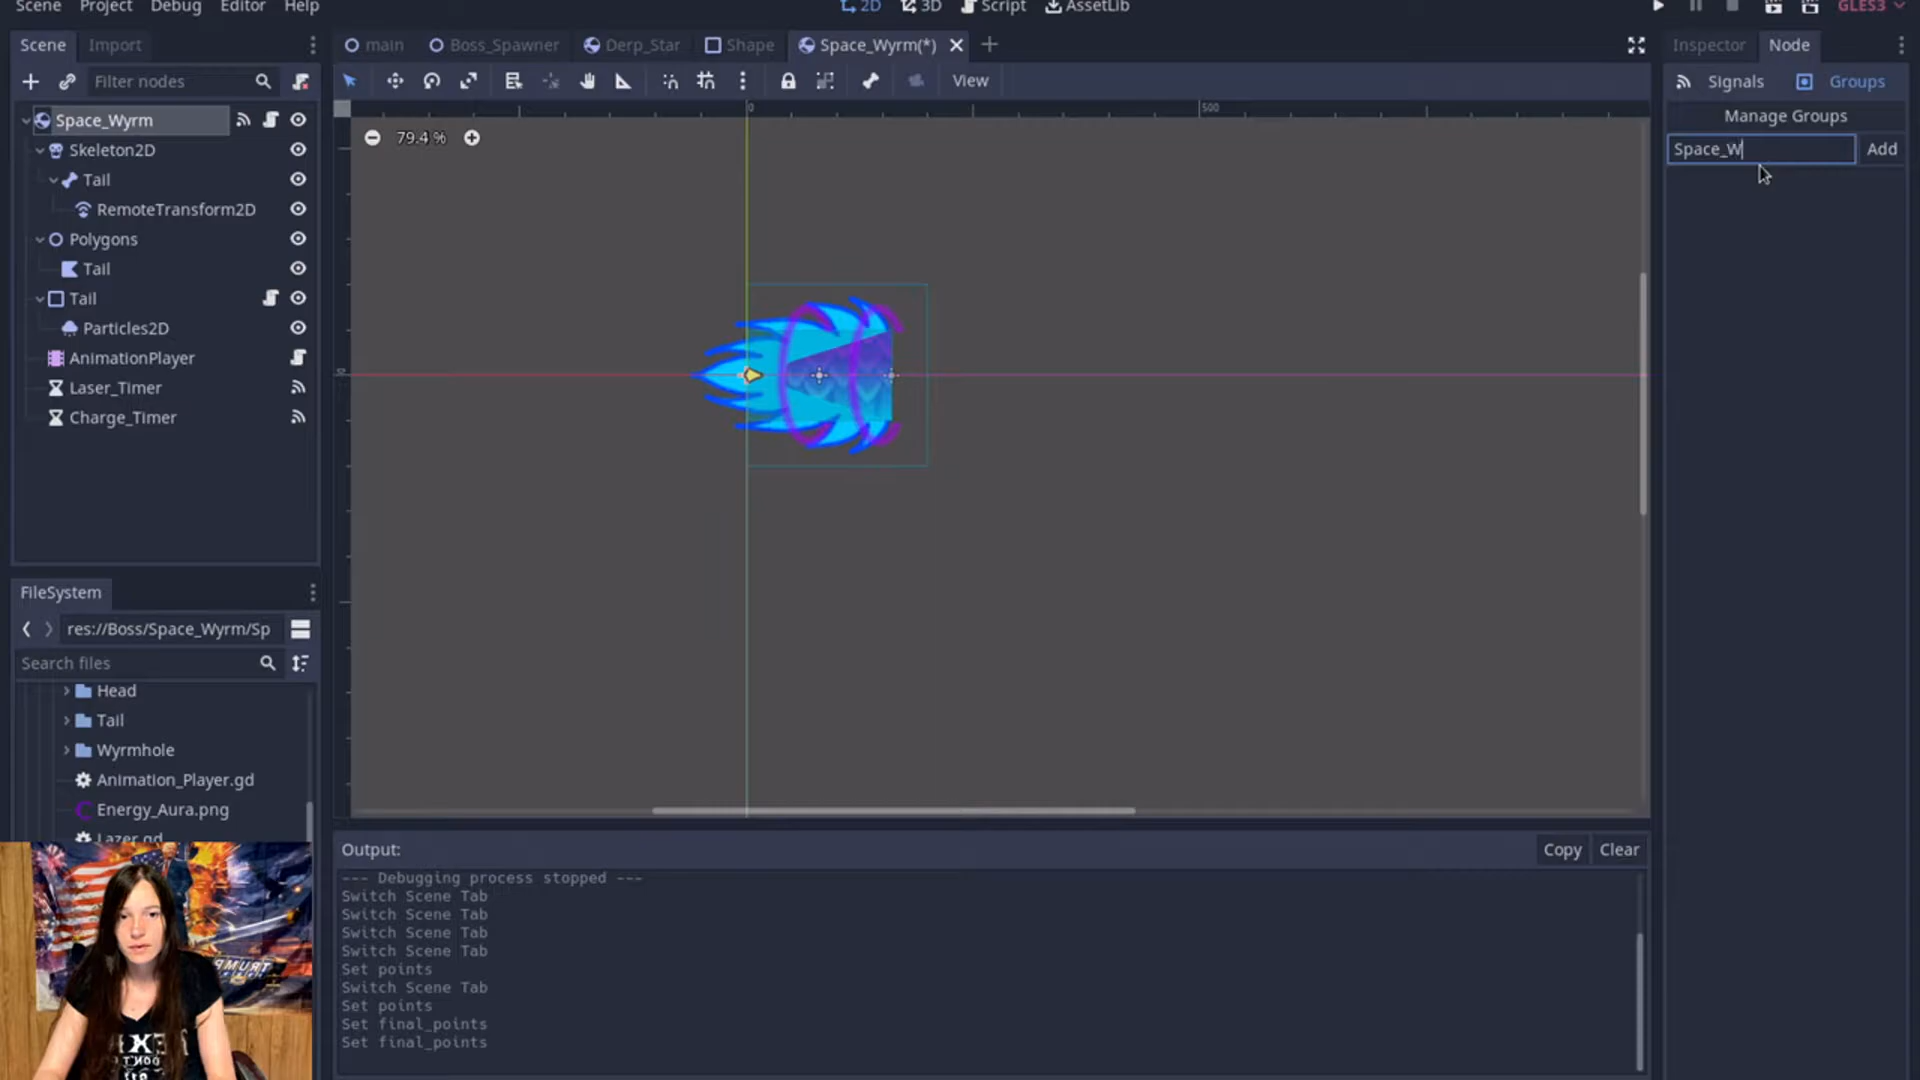 Scene Project Debug Editor Help
2D 3D Script AssetLib
GLES3
Scene Import
main Boss_Spawner Derp_Star Shape Space_Wyrm(*)
Inspector Node
Filter nodes
View
Signals Groups
Manage Groups
Space_W Add
0 500
79.4 %
Space_Wyrm
Skeleton2D
Tail
RemoteTransform2D
Polygons
Tail
Tail
Particles2D
AnimationPlayer
Laser_Timer
Charge_Timer
FileSystem
res://Boss/Space_Wyrm/Sp
Search files
Head
Tail
Wyrmhole
Animation_Player.gd
Energy_Aura.png
Lazer.gd
Output: Copy Clear
--- Debugging process stopped ---
Switch Scene Tab
Switch Scene Tab
Switch Scene Tab
Switch Scene Tab
Set points
Switch Scene Tab
Set points
Set final_points
Set final_points